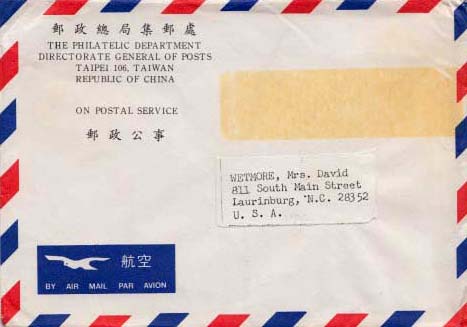 郵政總局集郵處
THE PHILATELIC DEPARTMENT
DIRECTORATE GENERAL OF POSTS
TAIPEI 106, TAIWAN
REPUBLIC OF CHINA
ON POSTAL SERVICE
郵政公事
WETMORE, Mrs. David
811 South Main Street
Laurinburg, N.C. 28352
U. S. A.
航空
BY AIR MAIL PAR AVION